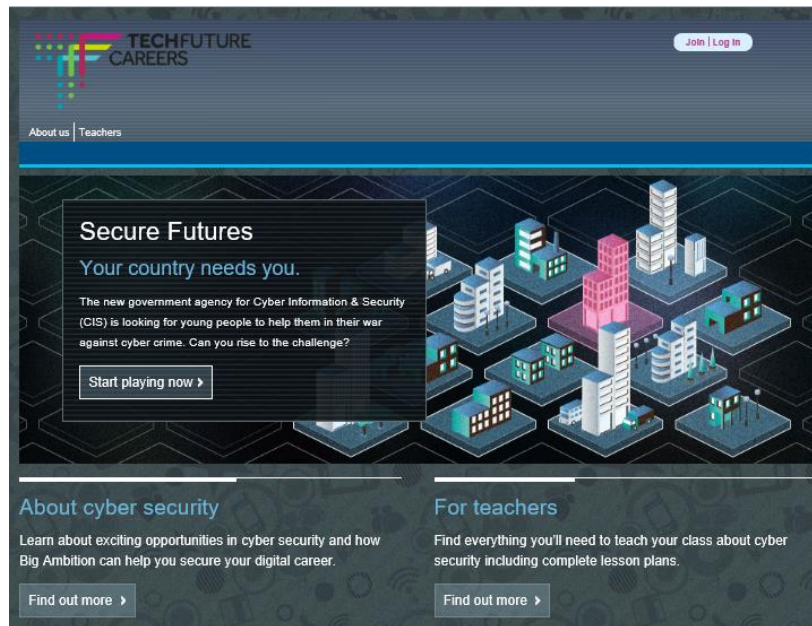 TECHFUTURE
CAREERS
Join | Log In
About us | Teachers
Secure Futures
Your country needs you.
The new government agency for Cyber Information & Security
(CIS) is looking for young people to help them in their war
against cyber crime. Can you rise to the challenge?
Start playing now ›
About cyber security
Learn about exciting opportunities in cyber security and how
Big Ambition can help you secure your digital career.
Find out more ›
For teachers
Find everything you'll need to teach your class about cyber
security including complete lesson plans.
Find out more ›